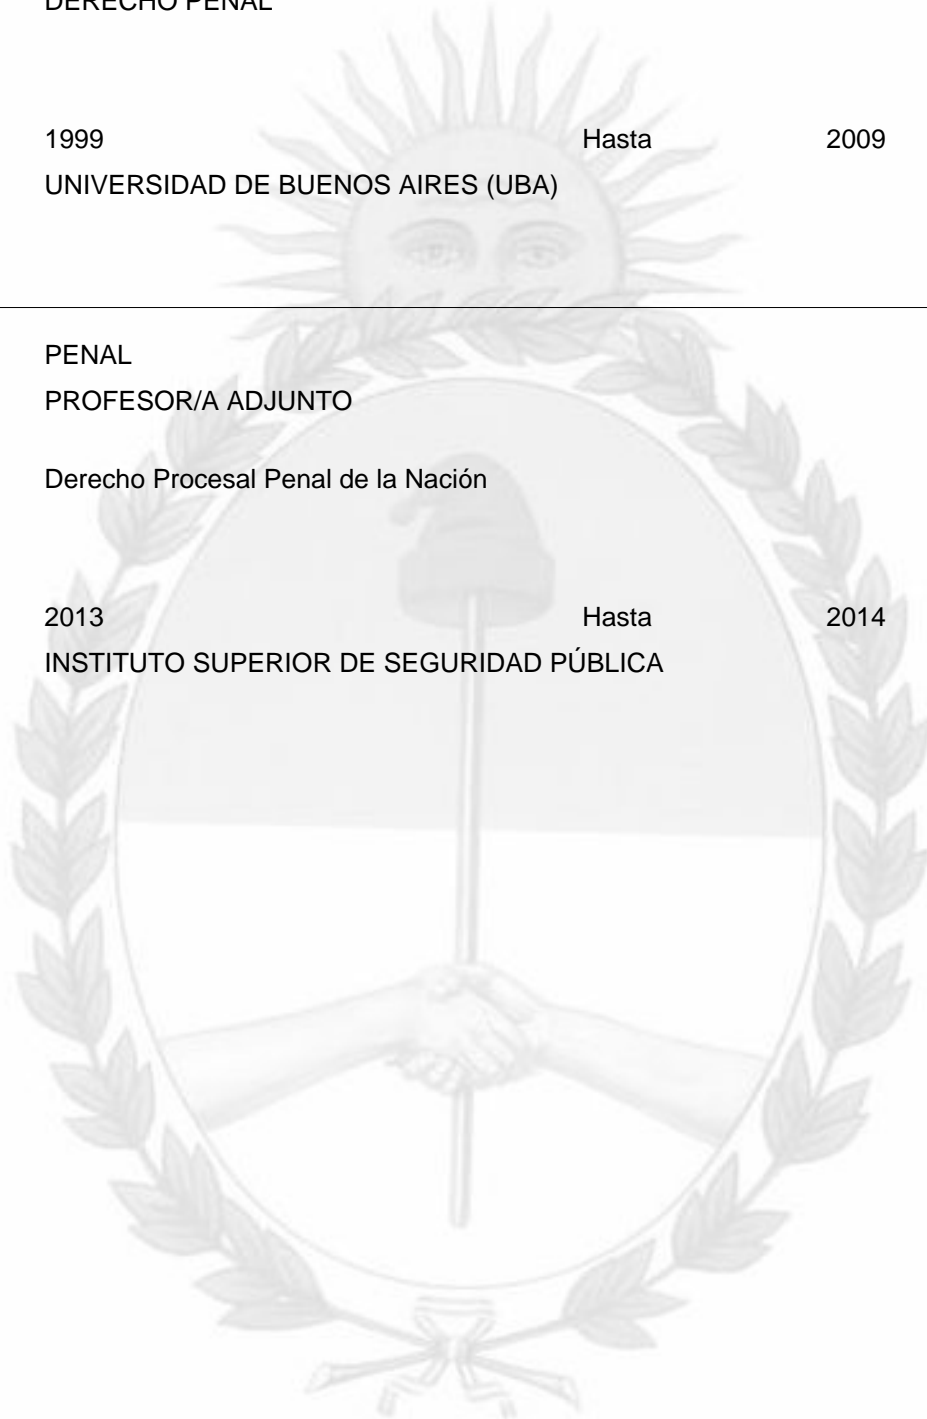 DERECHO PENAL
1999 Hasta 2009
UNIVERSIDAD DE BUENOS AIRES (UBA)
PENAL
PROFESOR/A ADJUNTO
Derecho Procesal Penal de la Nación
2013 Hasta 2014
INSTITUTO SUPERIOR DE SEGURIDAD PÚBLICA